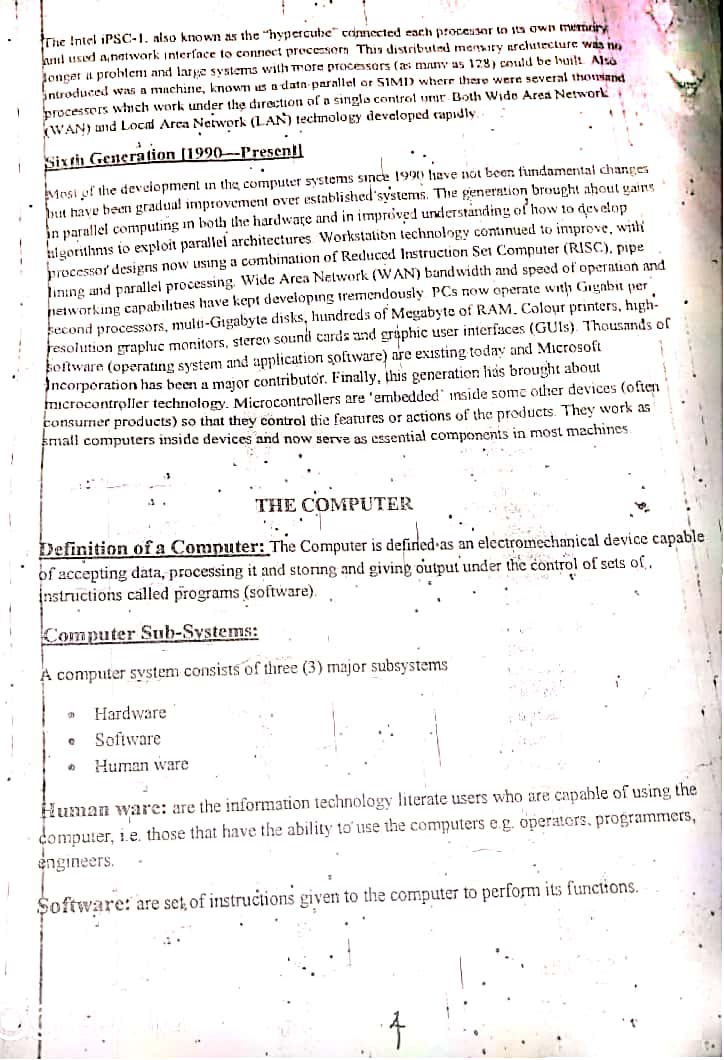 The Intel iPSC-1, also known as the "hypercube" connected each processor to its own memory
and used a network interface to connect processors This distributed memory architecture was no
longer a problem and large systems with more processors (as many as 128) could be built. Also
introduced was a machine, known as a data-parallel or SIMD where there were several thousand
processors which work under the direction of a single control unit Both Wide Area Network
(WAN) and Local Area Network (LAN) technology developed rapidly
Sixth Generation [1990—Present]
Most of the development in the computer systems since 1990 have not been fundamental changes
but have been gradual improvement over established systems. The generation brought about gains
in parallel computing in both the hardware and in improved understanding of how to develop
algorithms to exploit parallel architectures Workstation technology continued to improve, with
processor designs now using a combination of Reduced Instruction Set Computer (RISC), pipe
lining and parallel processing. Wide Area Network (WAN) bandwidth and speed of operation and
networking capabilities have kept developing tremendously PCs now operate with Gigabit per
second processors, multi-Gigabyte disks, hundreds of Megabyte of RAM. Colour printers, high-
resolution graphic monitors, stereo sound cards and graphic user interfaces (GUIs). Thousands of
software (operating system and application software) are existing today and Microsoft
Incorporation has been a major contributor. Finally, this generation has brought about
microcontroller technology. Microcontrollers are 'embedded' inside some other devices (often
consumer products) so that they control the features or actions of the products. They work as
small computers inside devices and now serve as essential components in most machines
THE COMPUTER
Definition of a Computer: The Computer is defined as an electromechanical device capable
of accepting data, processing it and storing and giving output under the control of sets of
instructions called programs (software).
Computer Sub-Systems:
A computer system consists of three (3) major subsystems
• Hardware
• Software
• Human ware
Human ware: are the information technology literate users who are capable of using the
computer, i.e. those that have the ability to use the computers e.g. operators, programmers,
engineers.
Software: are set of instructions given to the computer to perform its functions.